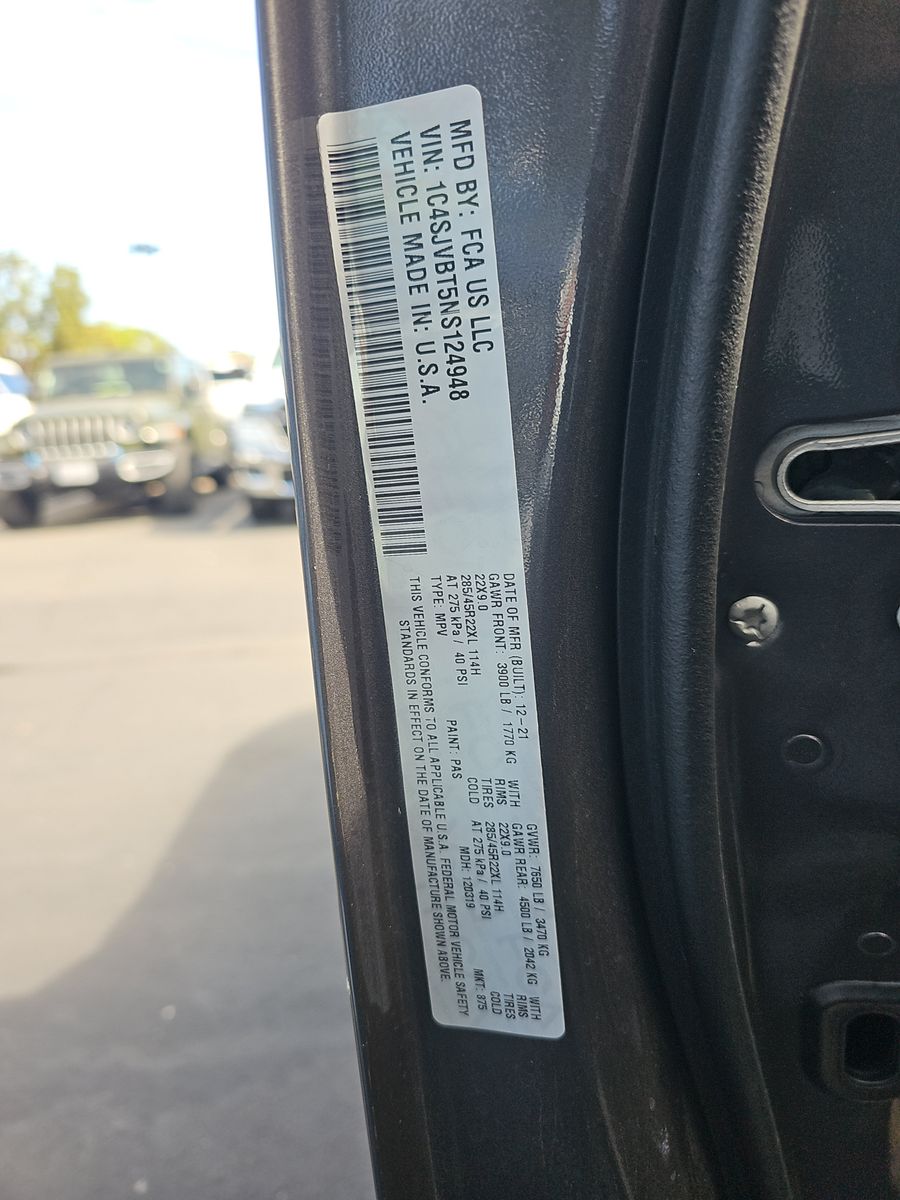 MFD BY: FCA US LLC
VIN: 1C4SJVBT5NS124948
VEHICLE MADE IN: U.S.A.
DATE OF MFR (BUILT): 12-21 GVWR: 7650 LB / 3470 KG
GAWR FRONT: 3900 LB / 1770 KG WITH GAWR REAR: 4500 LB / 2042 KG WITH
22X9.0 RIMS 22X9.0 RIMS
285/45R22XL 114H TIRES 285/45R22XL 114H TIRES
AT 275 kPa / 40 PSI COLD AT 275 kPa / 40 PSI COLD
TYPE: MPV PAINT: PAS MDH: 120319 MKT: 875
THIS VEHICLE CONFORMS TO ALL APPLICABLE U.S.A. FEDERAL MOTOR VEHICLE SAFETY
STANDARDS IN EFFECT ON THE DATE OF MANUFACTURE SHOWN ABOVE.